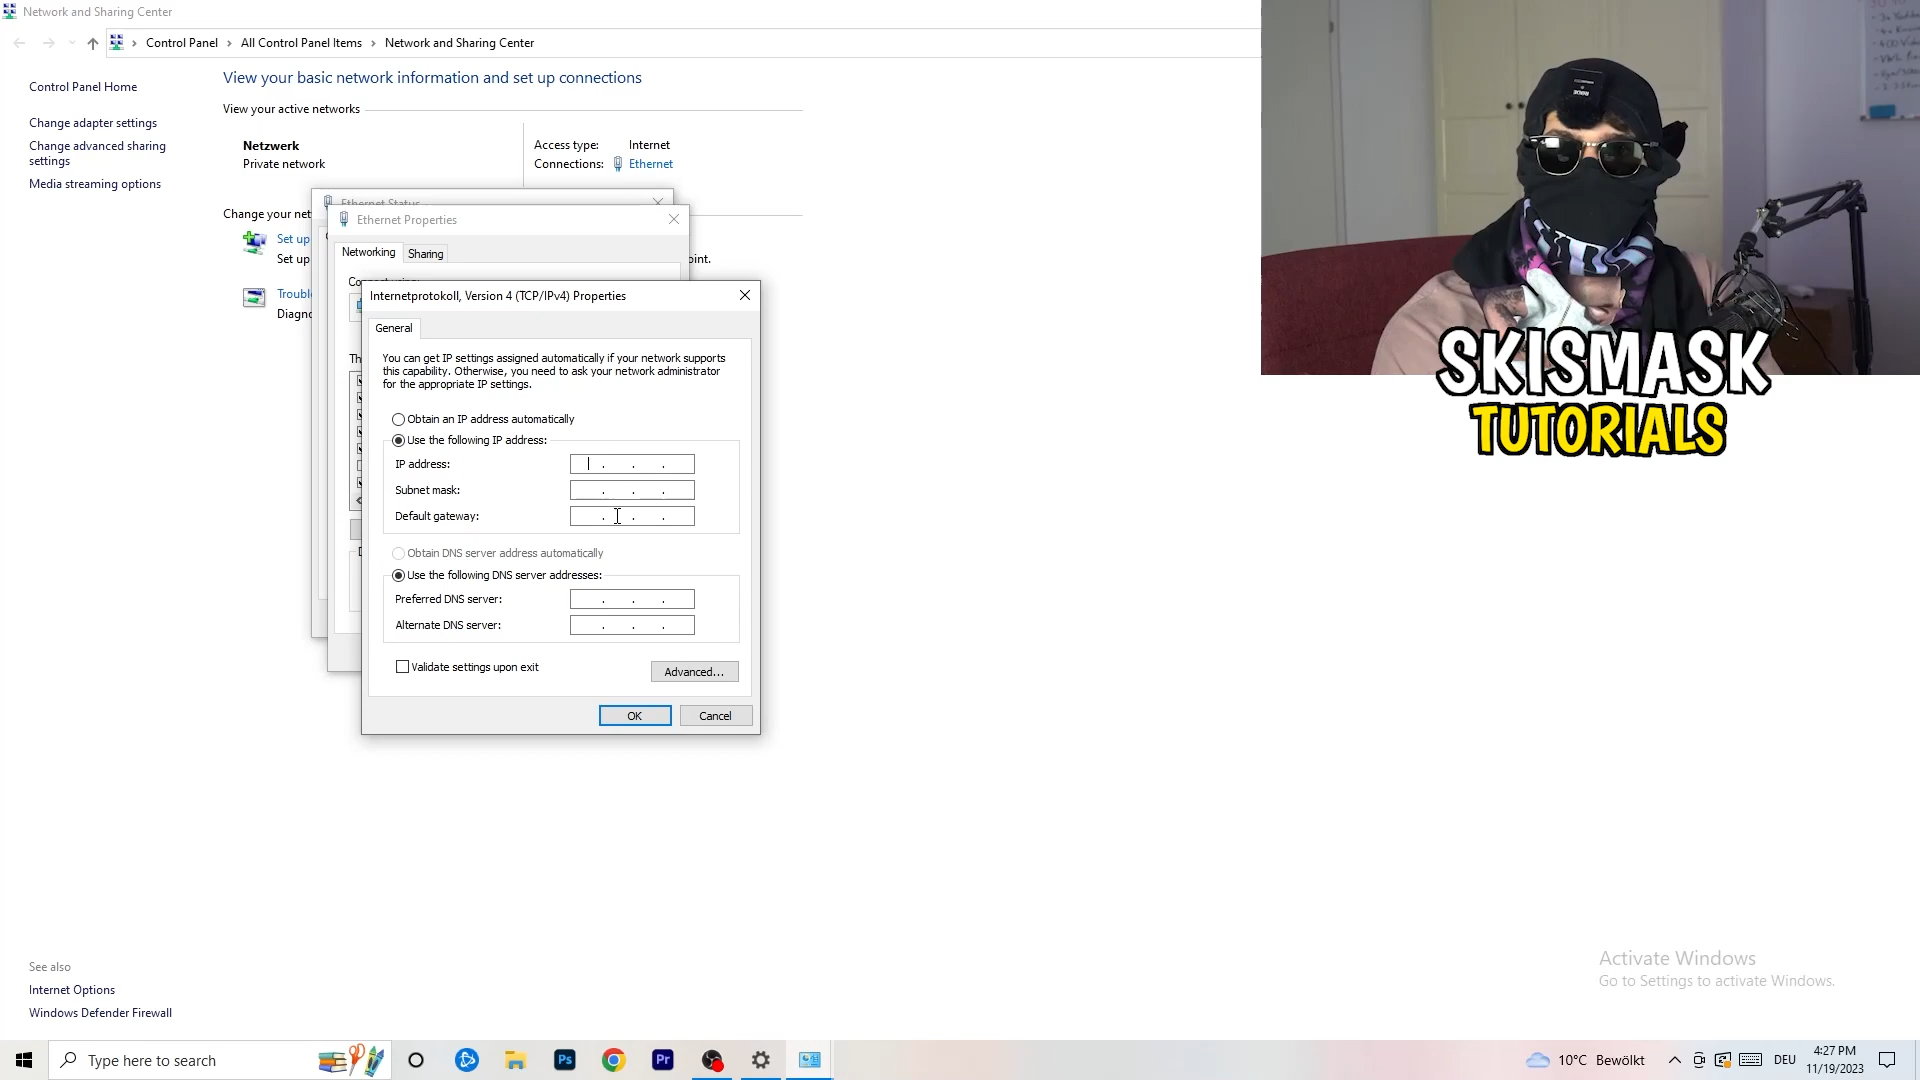 Network and Sharing Center
Control Panel › All Control Panel Items › Network and Sharing Center
Control Panel Home
Change adapter settings
Change advanced sharing
settings
Media streaming options
View your basic network information and set up connections
View your active networks
Netzwerk
Private network
Access type: Internet
Connections: Ethernet
Change your net
Set up
Set up
Troubl
Diagno
oint.
Ethernet Status
Ethernet Properties
Networking
Sharing
Internetprotokoll, Version 4 (TCP/IPv4) Properties
General
You can get IP settings assigned automatically if your network supports
this capability. Otherwise, you need to ask your network administrator
for the appropriate IP settings.
Obtain an IP address automatically
Use the following IP address:
IP address: . . .
Subnet mask: . . .
Default gateway: . . .
Obtain DNS server address automatically
Use the following DNS server addresses:
Preferred DNS server: . . .
Alternate DNS server: . . .
Validate settings upon exit
Advanced...
OK
Cancel
SKISMASK
TUTORIALS
See also
Internet Options
Windows Defender Firewall
Activate Windows
Go to Settings to activate Windows.
Type here to search
Ps
Pr
10°C Bewölkt
DEU
4:27 PM
11/19/2023